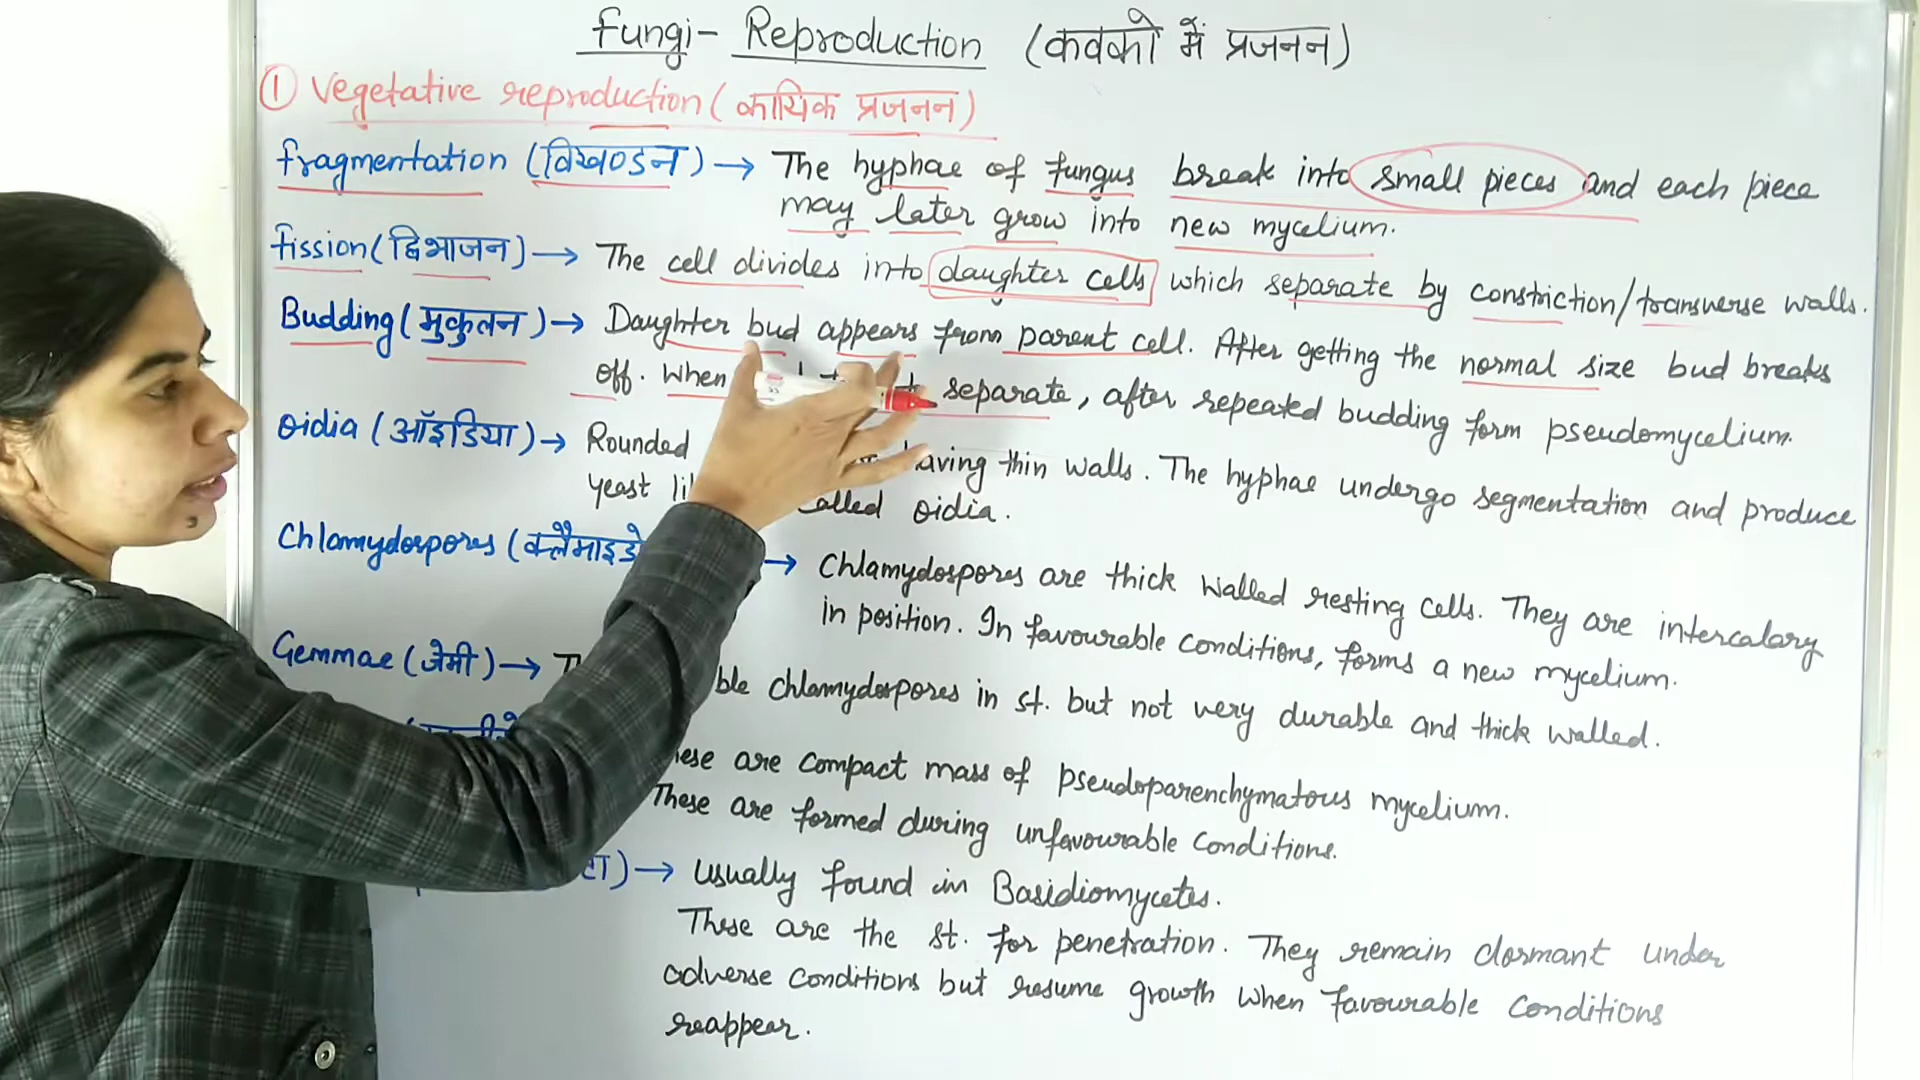 Fungi- Reproduction (कवकों में प्रजनन)
① Vegetative reproduction (कायिक प्रजनन)
Fragmentation (विखण्डन) → The hyphae of fungus break into small pieces and each piece
may later grow into new mycelium.
Fission (द्विभाजन) → The cell divides into daughter cells which separate by constriction/transverse walls.
Budding (मुकुलन) → Daughter bud appears from parent cell. After getting the normal size bud breaks
off. When separate, after repeated budding form pseudomycelium.
Oidia (ऑइडिया) → Rounded having thin walls. The hyphae undergo segmentation and produce
yeast called oidia.
Chlamydospores → Chlamydospores are thick walled resting cells. They are intercalary
in position. In favourable conditions, forms a new mycelium.
Gemmae (जेमी) → chlamydospores in st. but not very durable and thick walled.
are compact mass of pseudoparenchymatous mycelium.
These are formed during unfavourable conditions.
→ Usually found in Basidiomycetes.
These are the st. for penetration. They remain dormant under
adverse conditions but resume growth when favourable conditions
reappear.